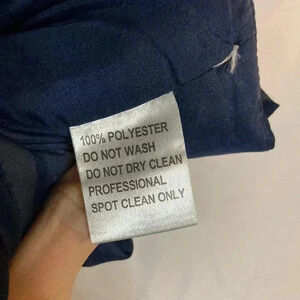 100% POLYESTER
DO NOT WASH
DO NOT DRY CLEAN
PROFESSIONAL
SPOT CLEAN ONLY